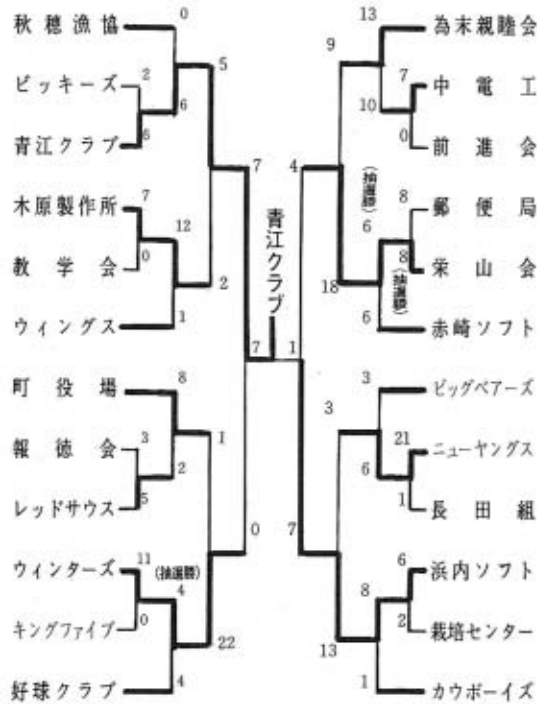 秋穂漁協
0
ビッキーズ
2
5
6
青江クラブ
6
7
木原製作所
7
12
教学会
0
2
ウィングス
1
町役場
8
報徳会
3
1
2
レッドサウス
5
0
ウィンターズ
11
(抽選勝)
4
キングファイブ
0
22
好球クラブ
4
青江クラブ
7
1
13
為末親睦会
9
7
中電工
10
0
前進会
4
(抽選勝)
6
8
郵便局
8
栄山会
(抽選勝)
18
6
赤崎ソフト
3
ビッグベアーズ
3
21
ニューヤングス
6
1
長田組
7
6
浜内ソフト
8
2
栽培センター
13
1
カウボーイズ